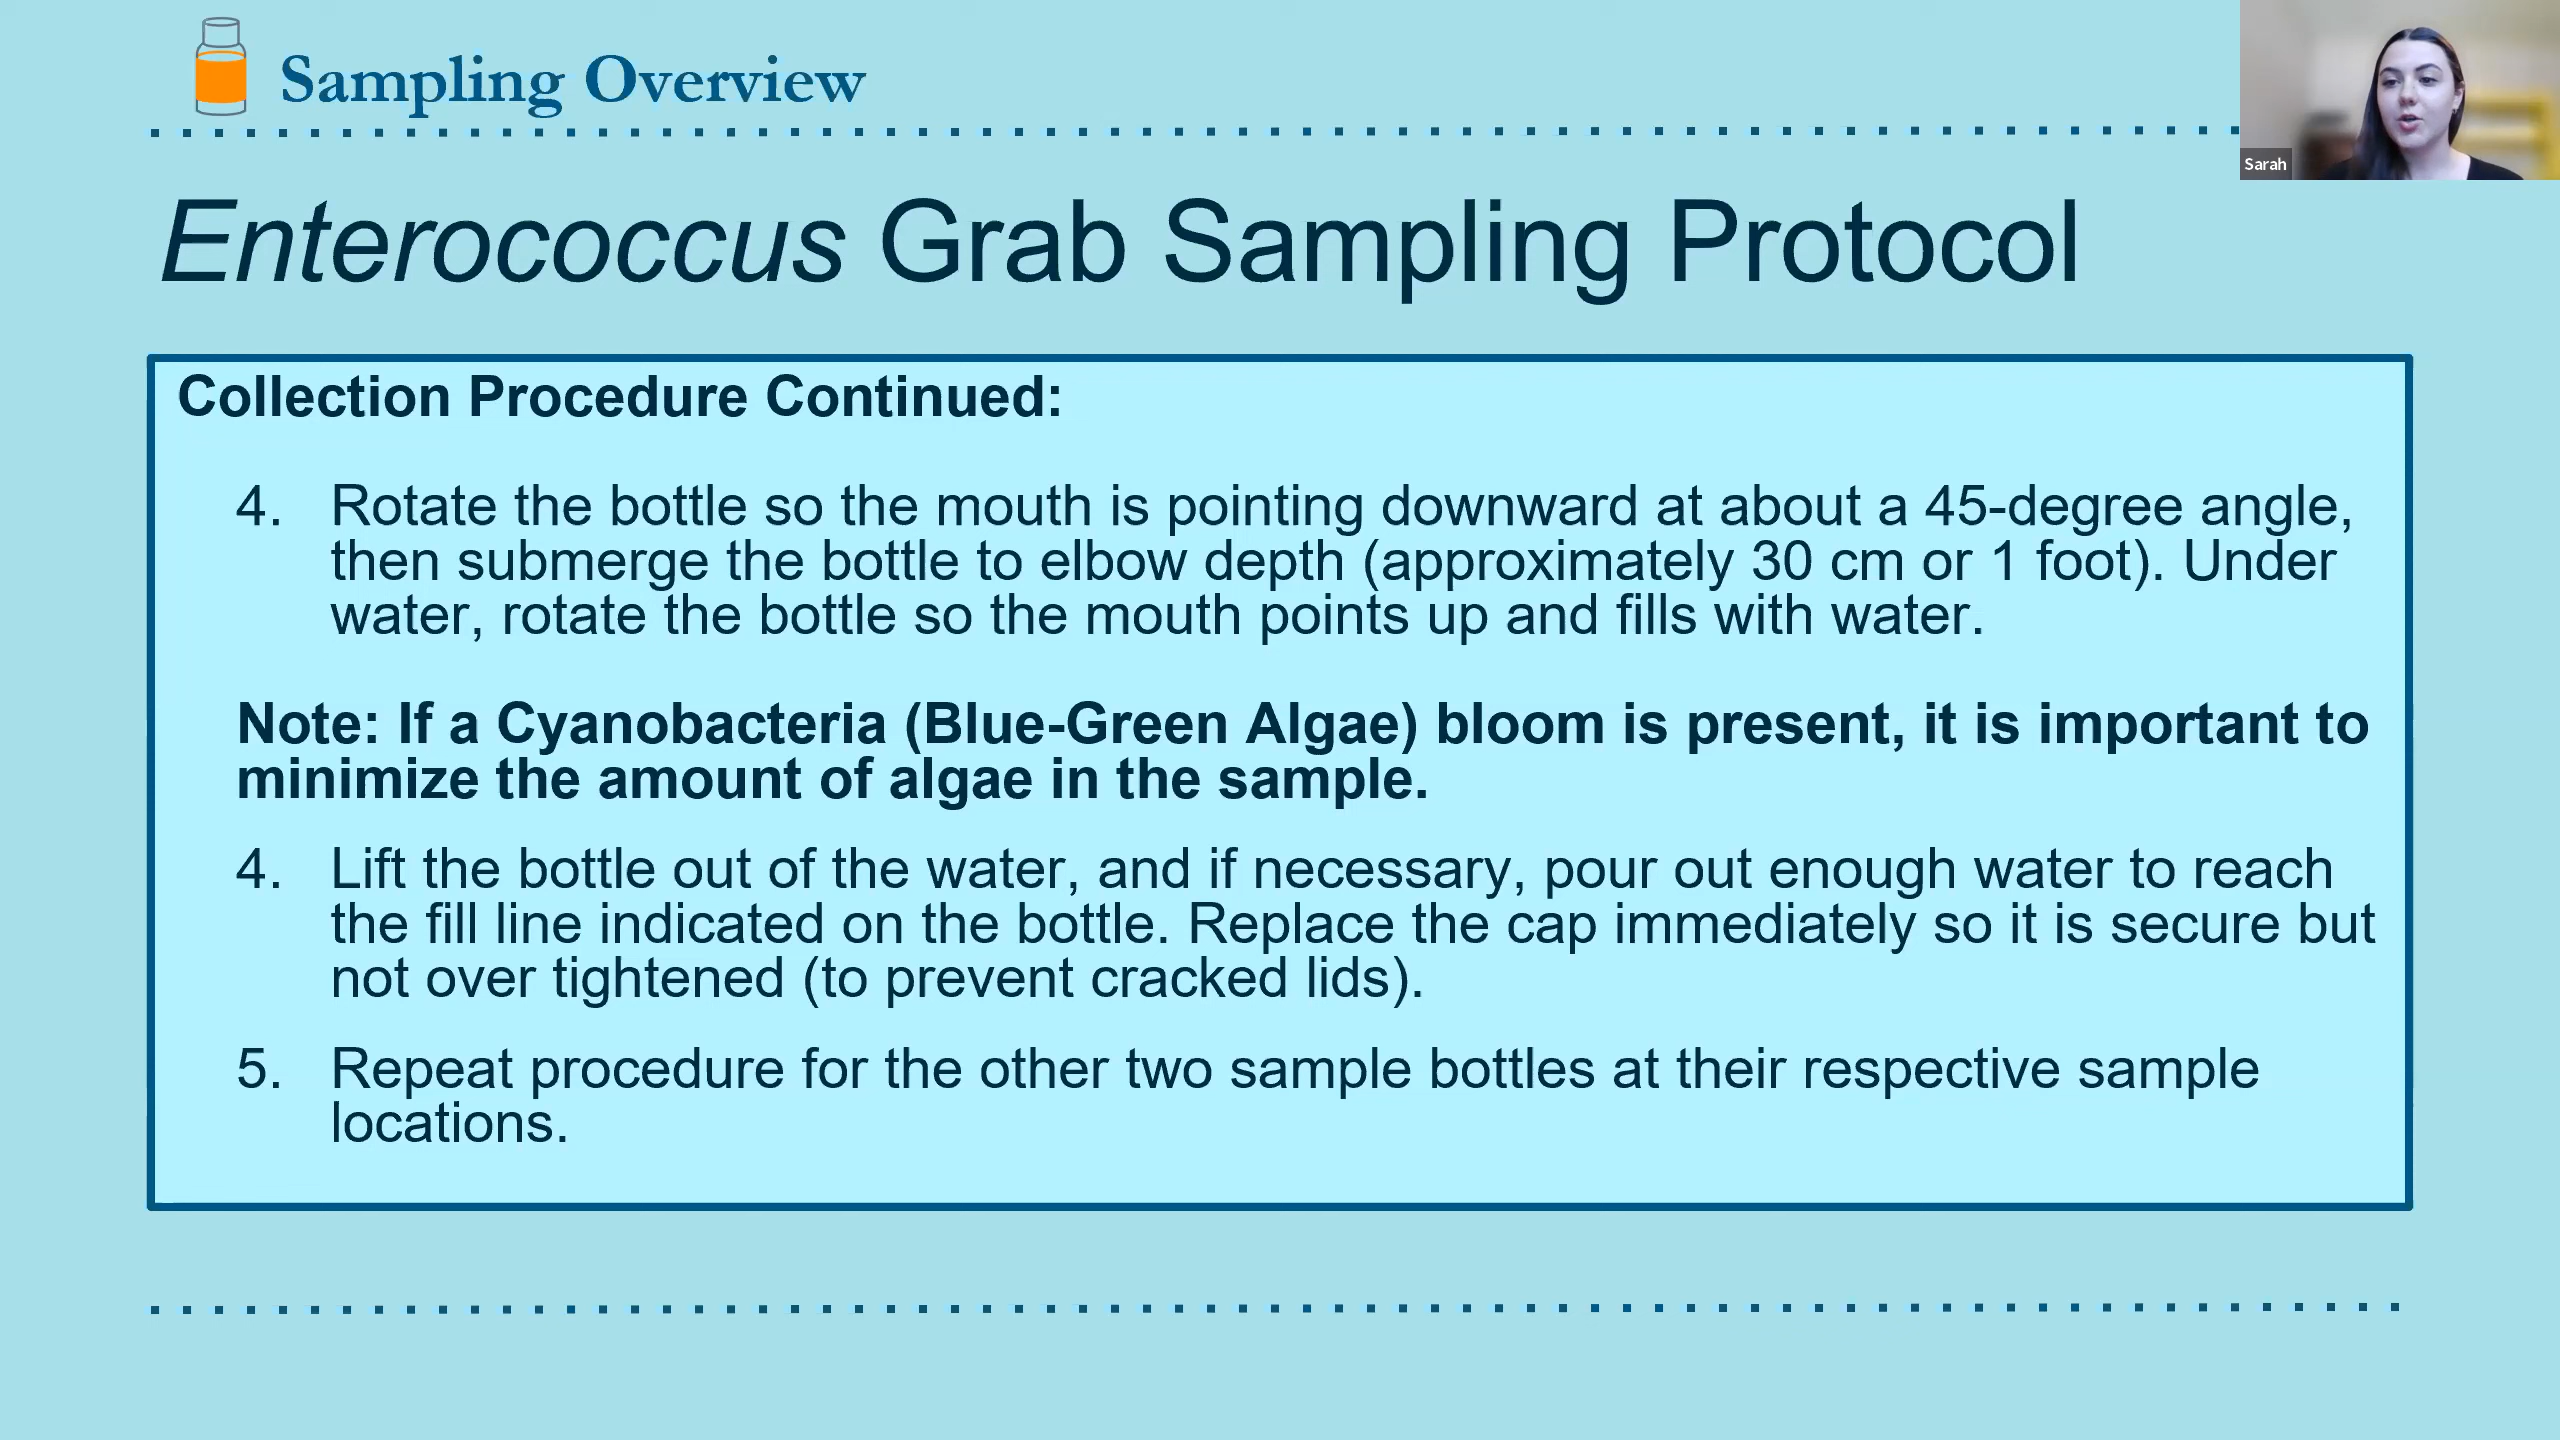 Sampling Overview
Sarah
Enterococcus Grab Sampling Protocol
Collection Procedure Continued:
4. Rotate the bottle so the mouth is pointing downward at about a 45-degree angle,
then submerge the bottle to elbow depth (approximately 30 cm or 1 foot). Under
water, rotate the bottle so the mouth points up and fills with water.
Note: If a Cyanobacteria (Blue-Green Algae) bloom is present, it is important to
minimize the amount of algae in the sample.
4. Lift the bottle out of the water, and if necessary, pour out enough water to reach
the fill line indicated on the bottle. Replace the cap immediately so it is secure but
not over tightened (to prevent cracked lids).
5. Repeat procedure for the other two sample bottles at their respective sample
locations.